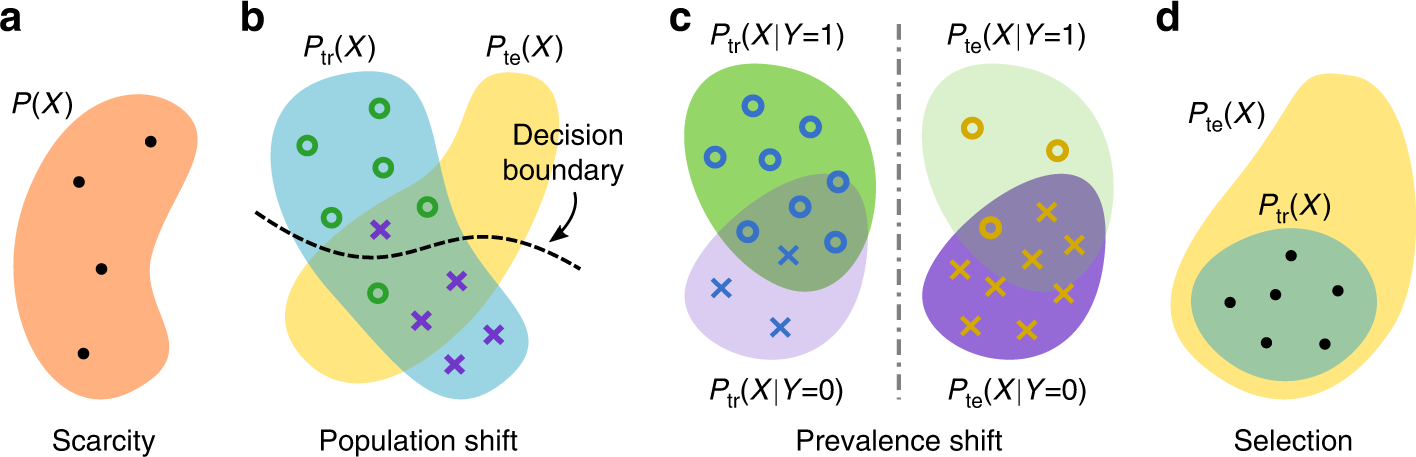 a
P(X)
Scarcity
b
Ptr(X)
Pte(X)
Decision
boundary
Population shift
c
Ptr(X|Y=1)
Pte(X|Y=1)
Ptr(X|Y=0)
Pte(X|Y=0)
Prevalence shift
d
Pte(X)
Ptr(X)
Selection